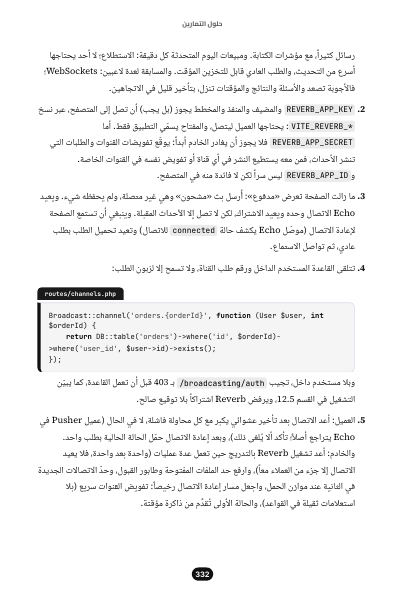 حلول التمارين
رسائل كثيراً، مع مؤشرات الكتابة. ومبيعات اليوم المتحدثة كل دقيقة: الاستطلاع؛ لا أحد يحتاجها
أسرع من التحديث، والطلب العادي قابل للتخزين المؤقت. والمسابقة لعدة لاعبين: WebSockets؛
فالأجوبة تصعد والأسئلة والنتائج والمؤقتات تنزل، بتأخير قليل في الاتجاهين.
2. REVERB_APP_KEY والمضيف والمنفذ والمخطط يجوز (بل يجب) أن تصل إلى المتصفح، عبر نسخ
VITE_REVERB_*: يحتاجها العميل ليتصل، والمفتاح يسمّي التطبيق فقط. أما
REVERB_APP_SECRET فلا يجوز أن يغادر الخادم أبداً: يوقّع تفويضات القنوات والطلبات التي
تنشر الأحداث، فمن معه يستطيع النشر في أي قناة أو تفويض نفسه في القنوات الخاصة.
وREVERB_APP_ID ليس سراً لكن لا فائدة منه في المتصفح.
3. ما زالت الصفحة تعرض «مدفوع»: أُرسل بث «مشحون» وهي غير متصلة، ولم يحفظه شيء. ويعيد
Echo الاتصال وحده ويعيد الاشتراك، لكن لا تصل إلا الأحداث المقبلة. وينبغي أن تستمع الصفحة
لإعادة الاتصال (موصّل Echo يكشف حالة connected للاتصال) وتعيد تحميل الطلب بطلب
عادي، ثم تواصل الاستماع.
4. تتلقى القاعدة المستخدم الداخل ورقم طلب القناة، ولا تسمح إلا لزبون الطلب:
routes/channels.php
Broadcast::channel('orders.{orderId}', function (User $user, int
$orderId) {
return DB::table('orders')->where('id', $orderId)-
>where('user_id', $user->id)->exists();
});
وبلا مستخدم داخل، تجيب /broadcasting/auth بـ 403 قبل أن تعمل القاعدة، كما يبيّن
التشغيل في القسم 12.5، ويرفض Reverb اشتراكاً بلا توقيع صالح.
5. العميل: أعد الاتصال بعد تأخير عشوائي يكبر مع كل محاولة فاشلة، لا في الحال (عميل Pusher في
Echo يتراجع أصلاً؛ تأكد ألا يُلغى ذلك)، وبعد إعادة الاتصال حمّل الحالة الحالية بطلب واحد.
والخادم: أعد تشغيل Reverb بالتدريج حين تعمل عدة عمليات (واحدة بعد واحدة، فلا يعيد
الاتصال إلا جزء من العملاء معاً)، وارفع حد الملفات المفتوحة وطابور القبول، وحدّ الاتصالات الجديدة
في الثانية عند موازن الحمل، واجعل مسار إعادة الاتصال رخيصاً: تفويض القنوات سريع (بلا
استعلامات ثقيلة في القواعد)، والحالة الأولى تُقدَّم من ذاكرة مؤقتة.
332